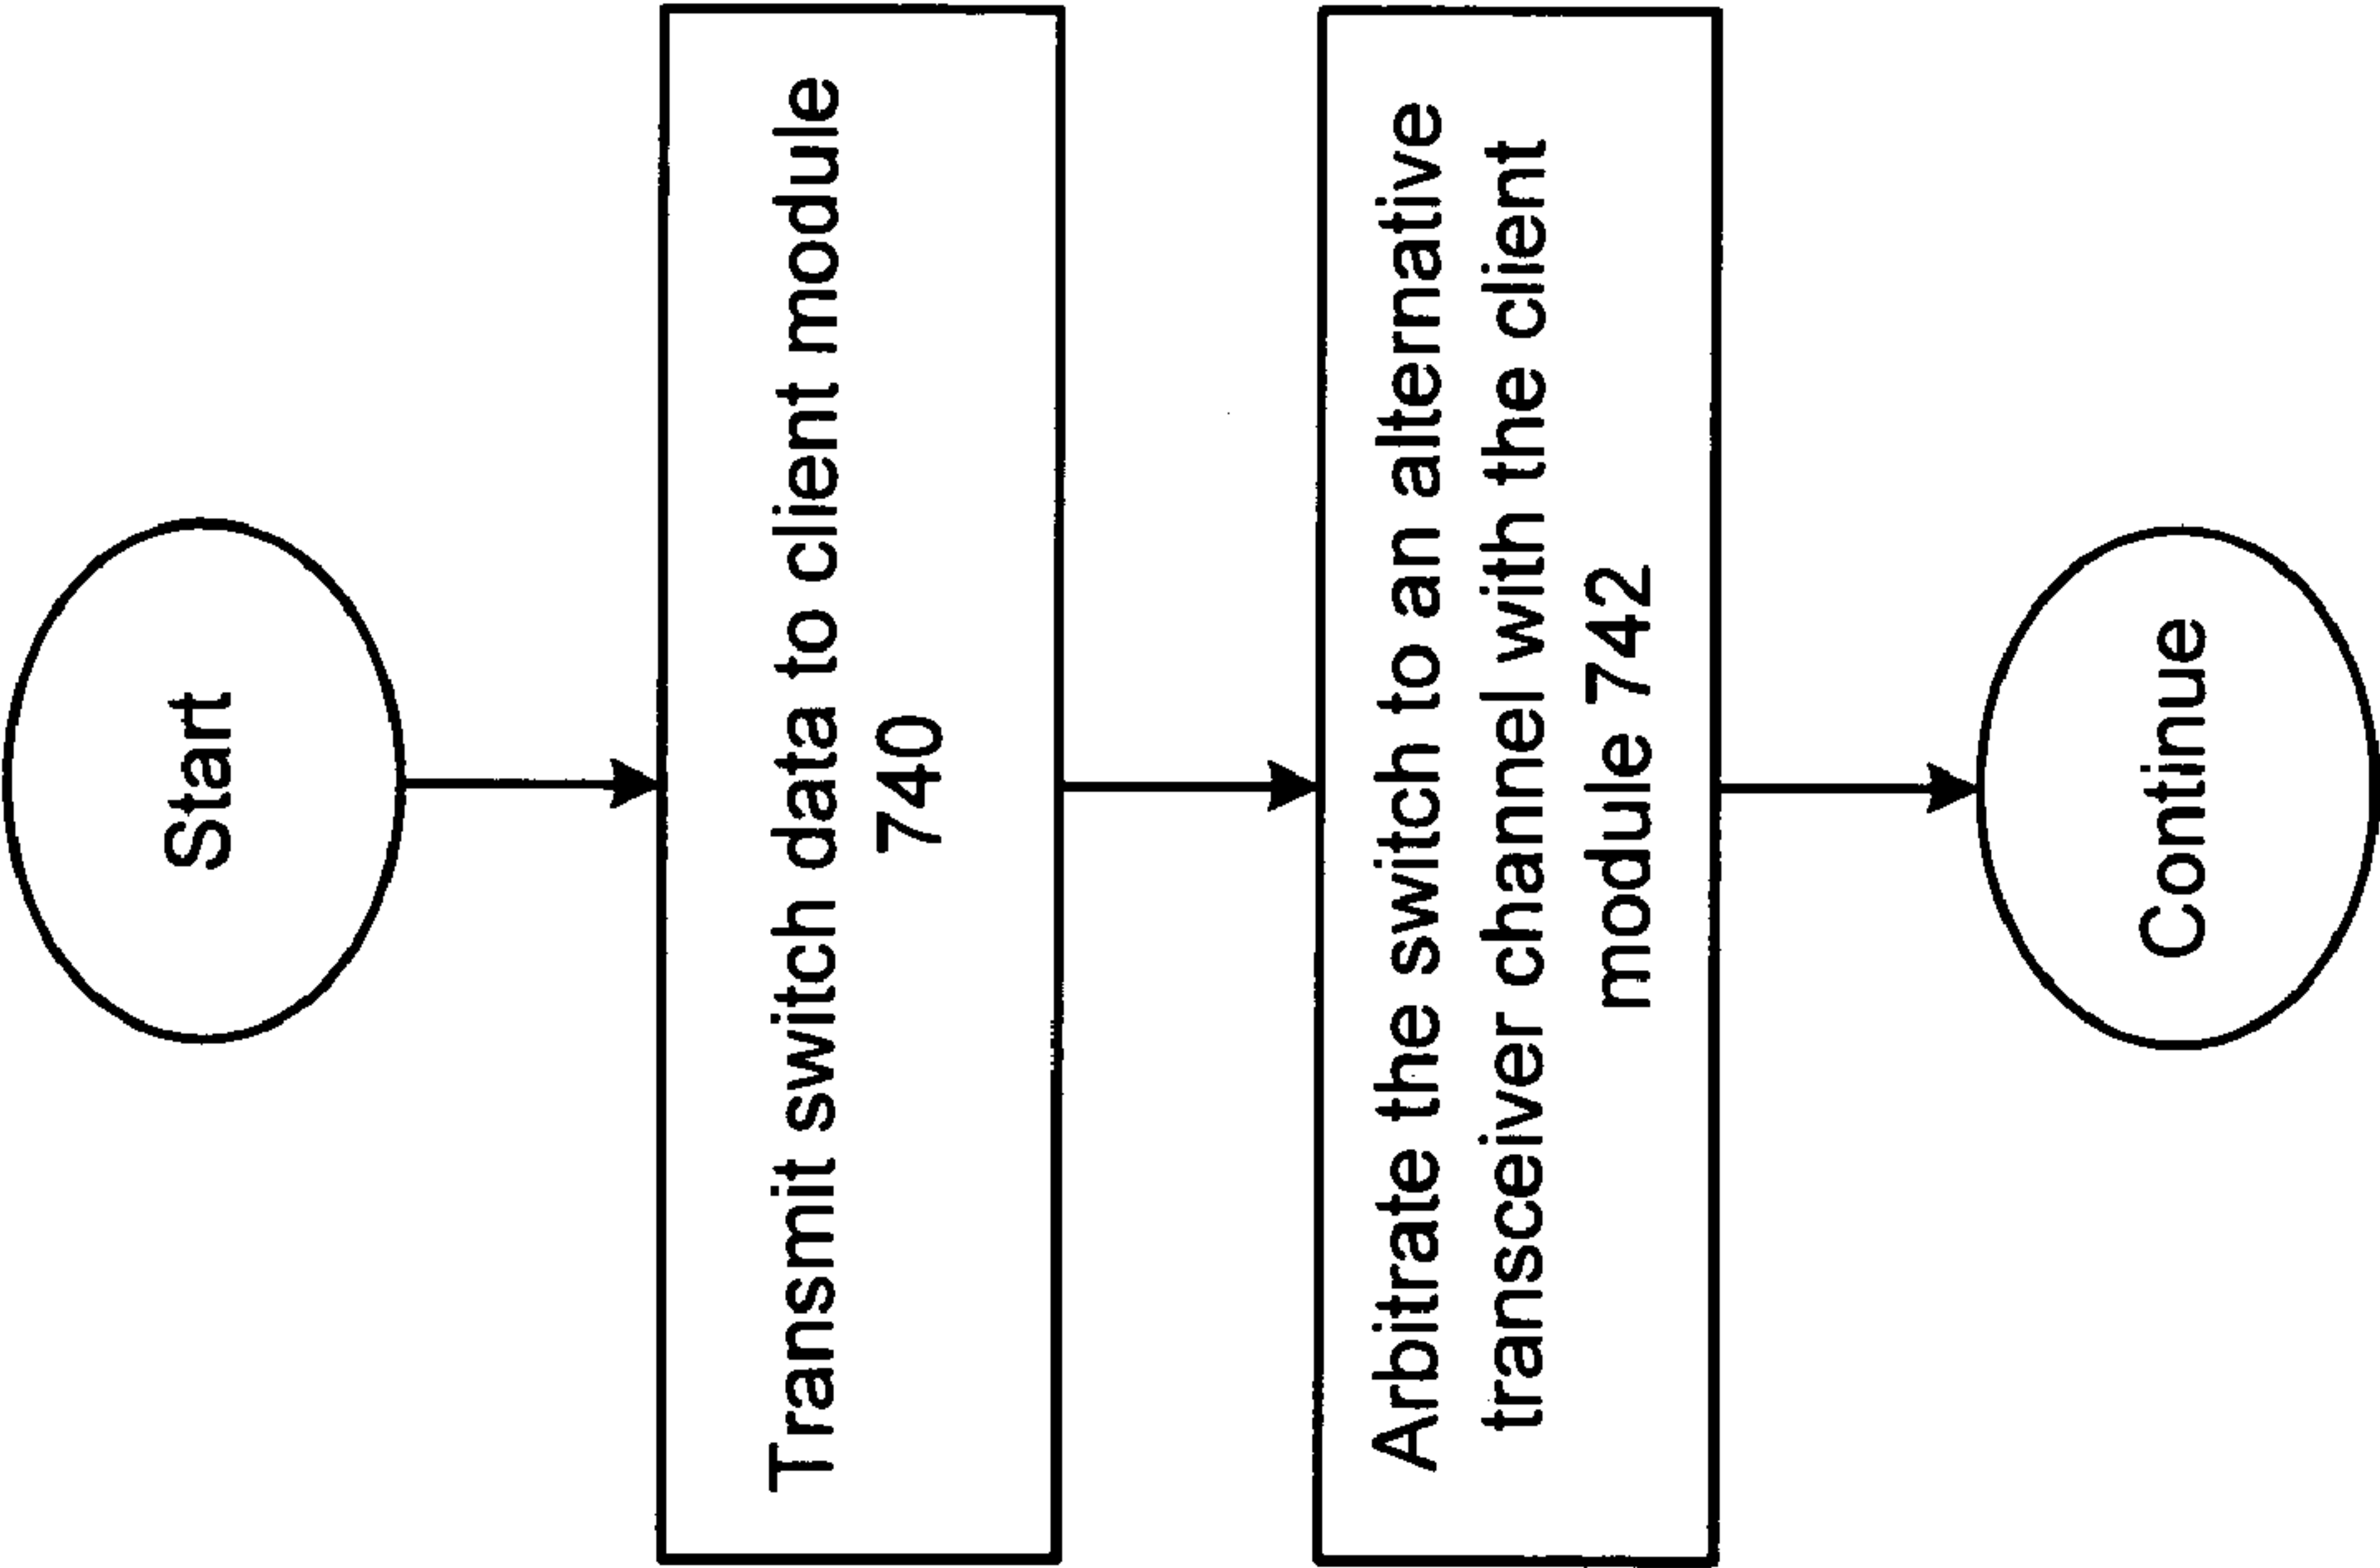 Start
Transmit switch data to client module
740
Arbitrate the switch to an alternative
transceiver channel with the client
module 742
Continue